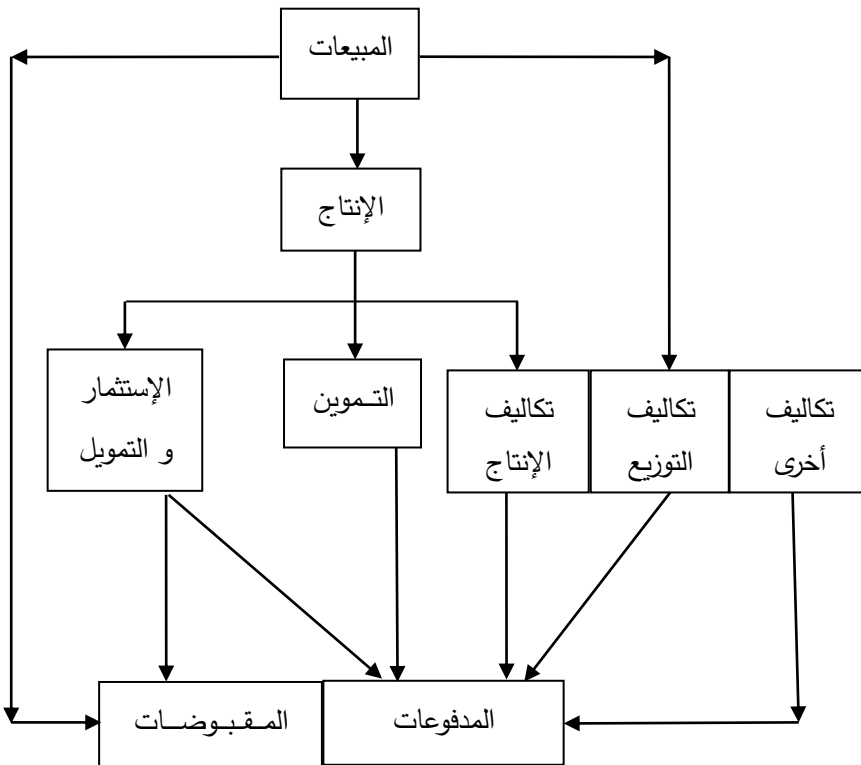 المبيعات
الإنتاج
تكاليف
أخرى
تكاليف
التوزيع
تكاليف
الإنتاج
التـموين
الإستثمار
و التمويل
المدفوعات
المـقـبـوضــات